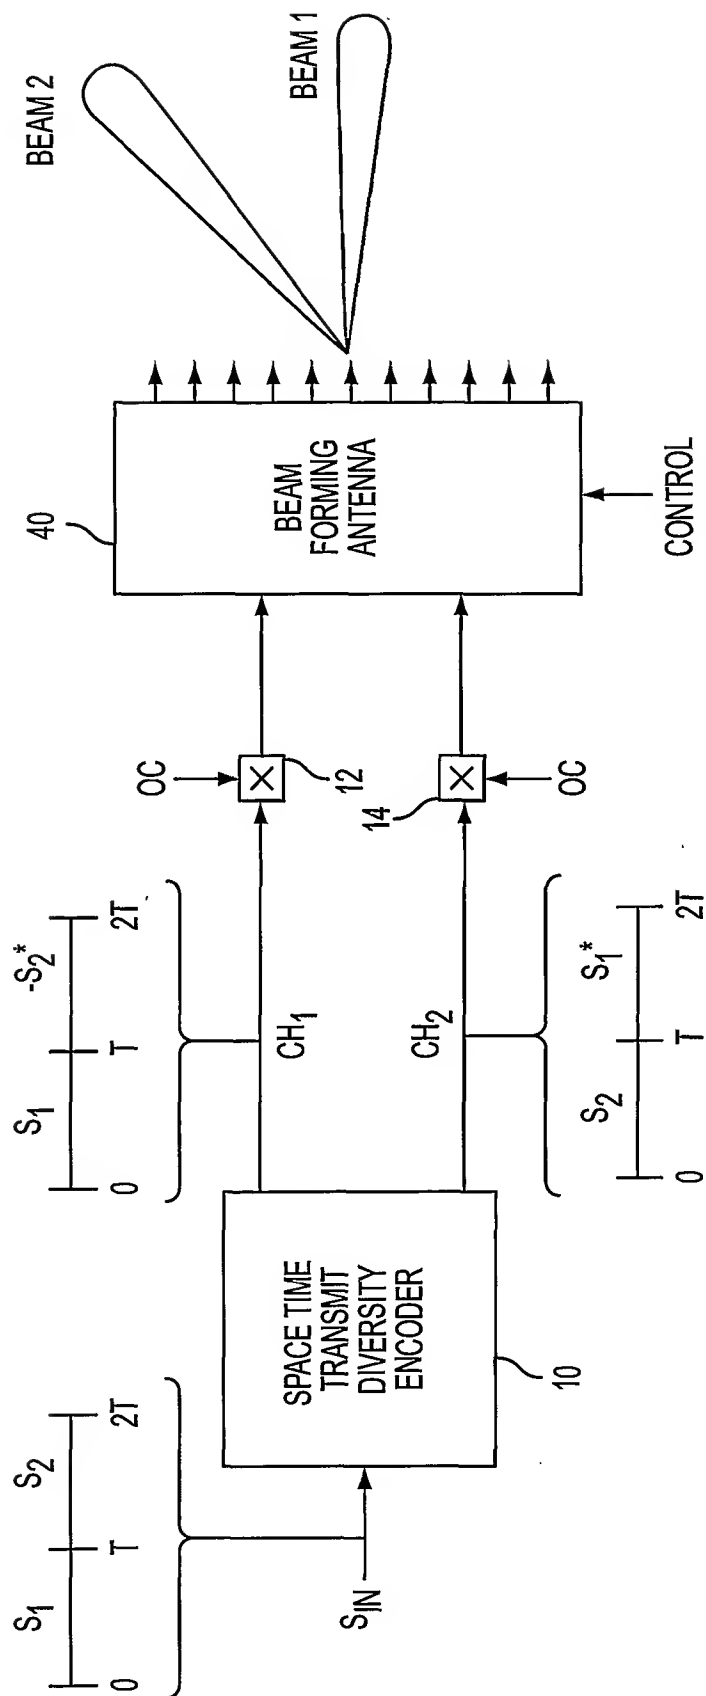 S1 S2
0 T 2T
SIN
SPACE TIME
TRANSMIT
DIVERSITY
ENCODER
10
S1 -S2*
0 T 2T
CH1
CH2
S2 S1*
0 T 2T
OC
12
14
OC
40
BEAM
FORMING
ANTENNA
CONTROL
BEAM 2
BEAM 1